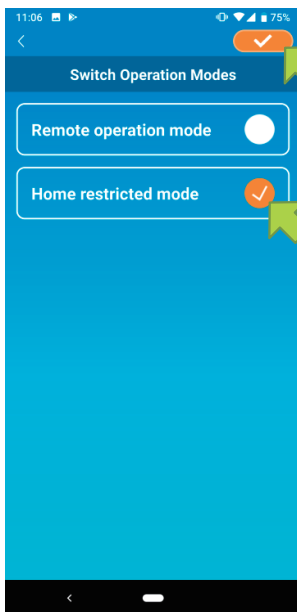 11:06 75%
Switch Operation Modes
Remote operation mode
Home restricted mode